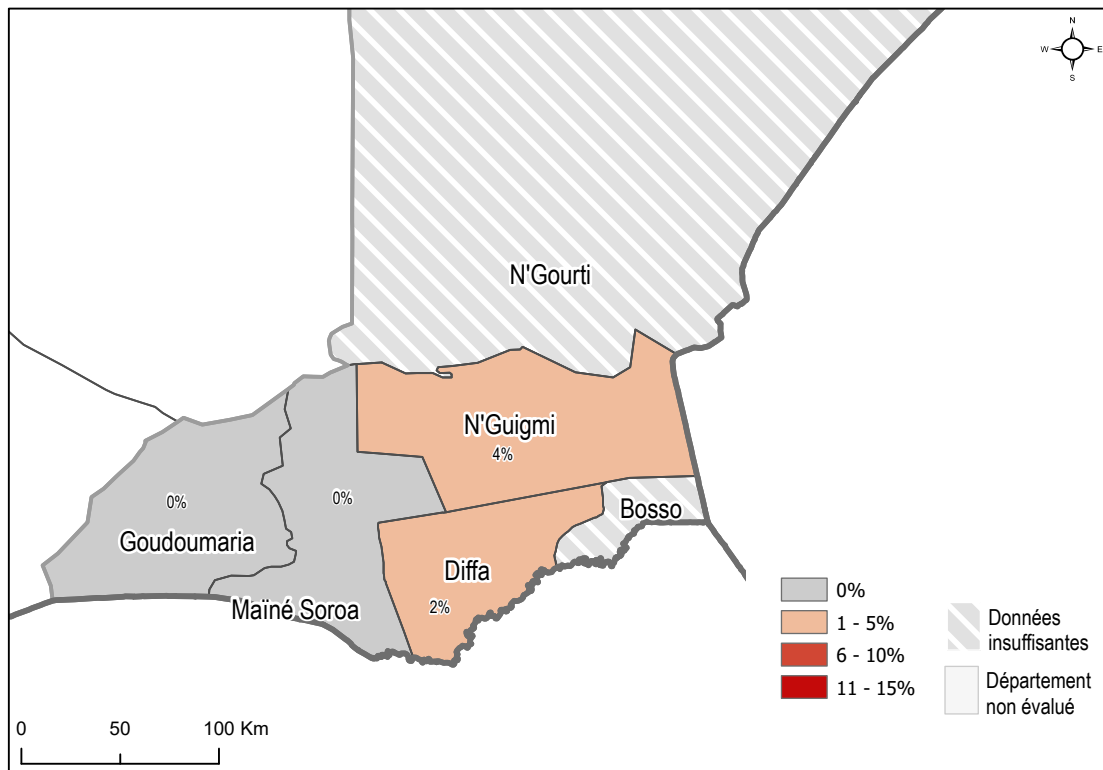 N
W E
S
N'Gourti
N'Guigmi
4%
0%
0%
Bosso
Goudoumaria
Diffa
2%
Maïné Soroa
0%
1 - 5%
6 - 10%
11 - 15%
Données
insuffisantes
Département
non évalué
0 50 100 Km